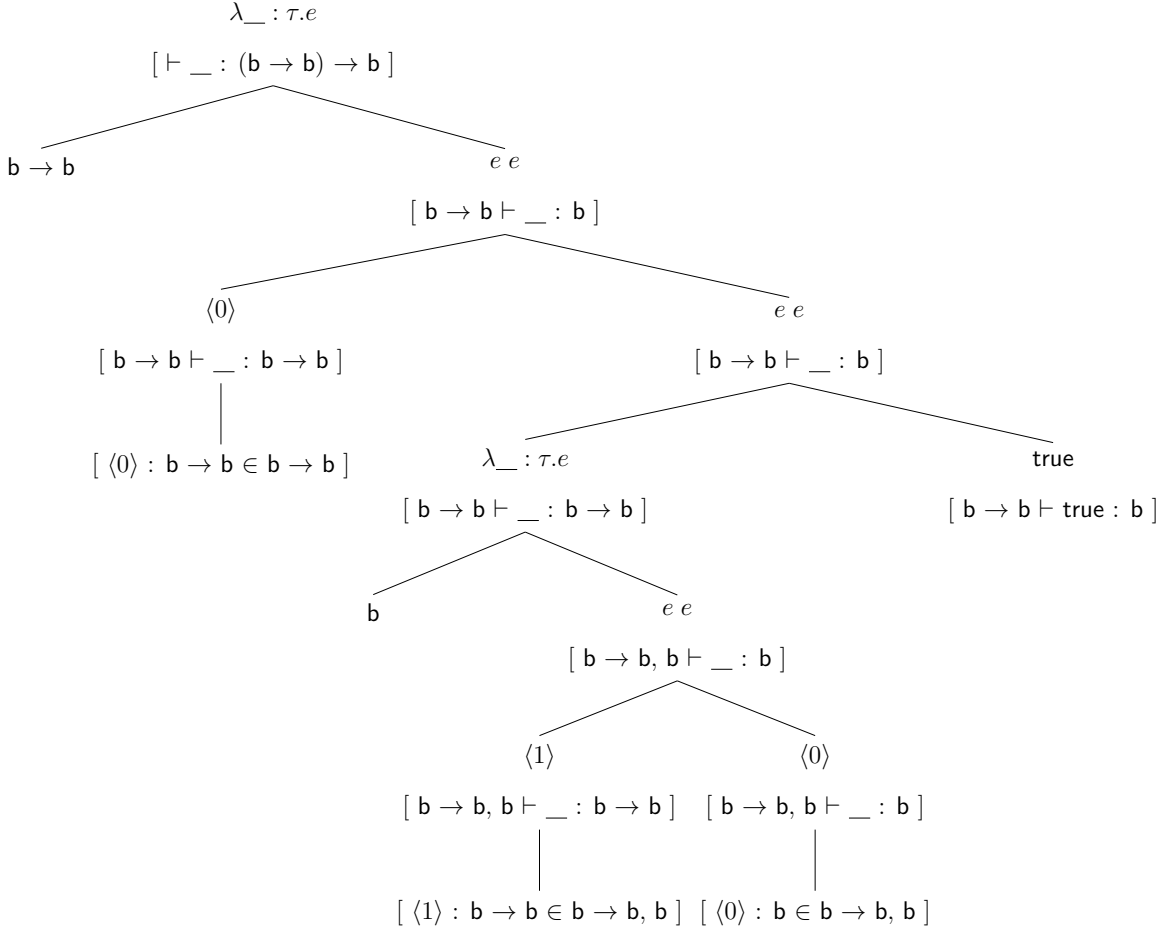 λ__ : τ.e
[ ⊢ __ : (b → b) → b ]
b → b
e e
[ b → b ⊢ __ : b ]
⟨0⟩
e e
[ b → b ⊢ __ : b → b ]
[ b → b ⊢ __ : b ]
[ ⟨0⟩ : b → b ∈ b → b ]
λ__ : τ.e
true
[ b → b ⊢ __ : b → b ]
[ b → b ⊢ true : b ]
b
e e
[ b → b, b ⊢ __ : b ]
⟨1⟩
⟨0⟩
[ b → b, b ⊢ __ : b → b ]
[ b → b, b ⊢ __ : b ]
[ ⟨1⟩ : b → b ∈ b → b, b ]
[ ⟨0⟩ : b ∈ b → b, b ]